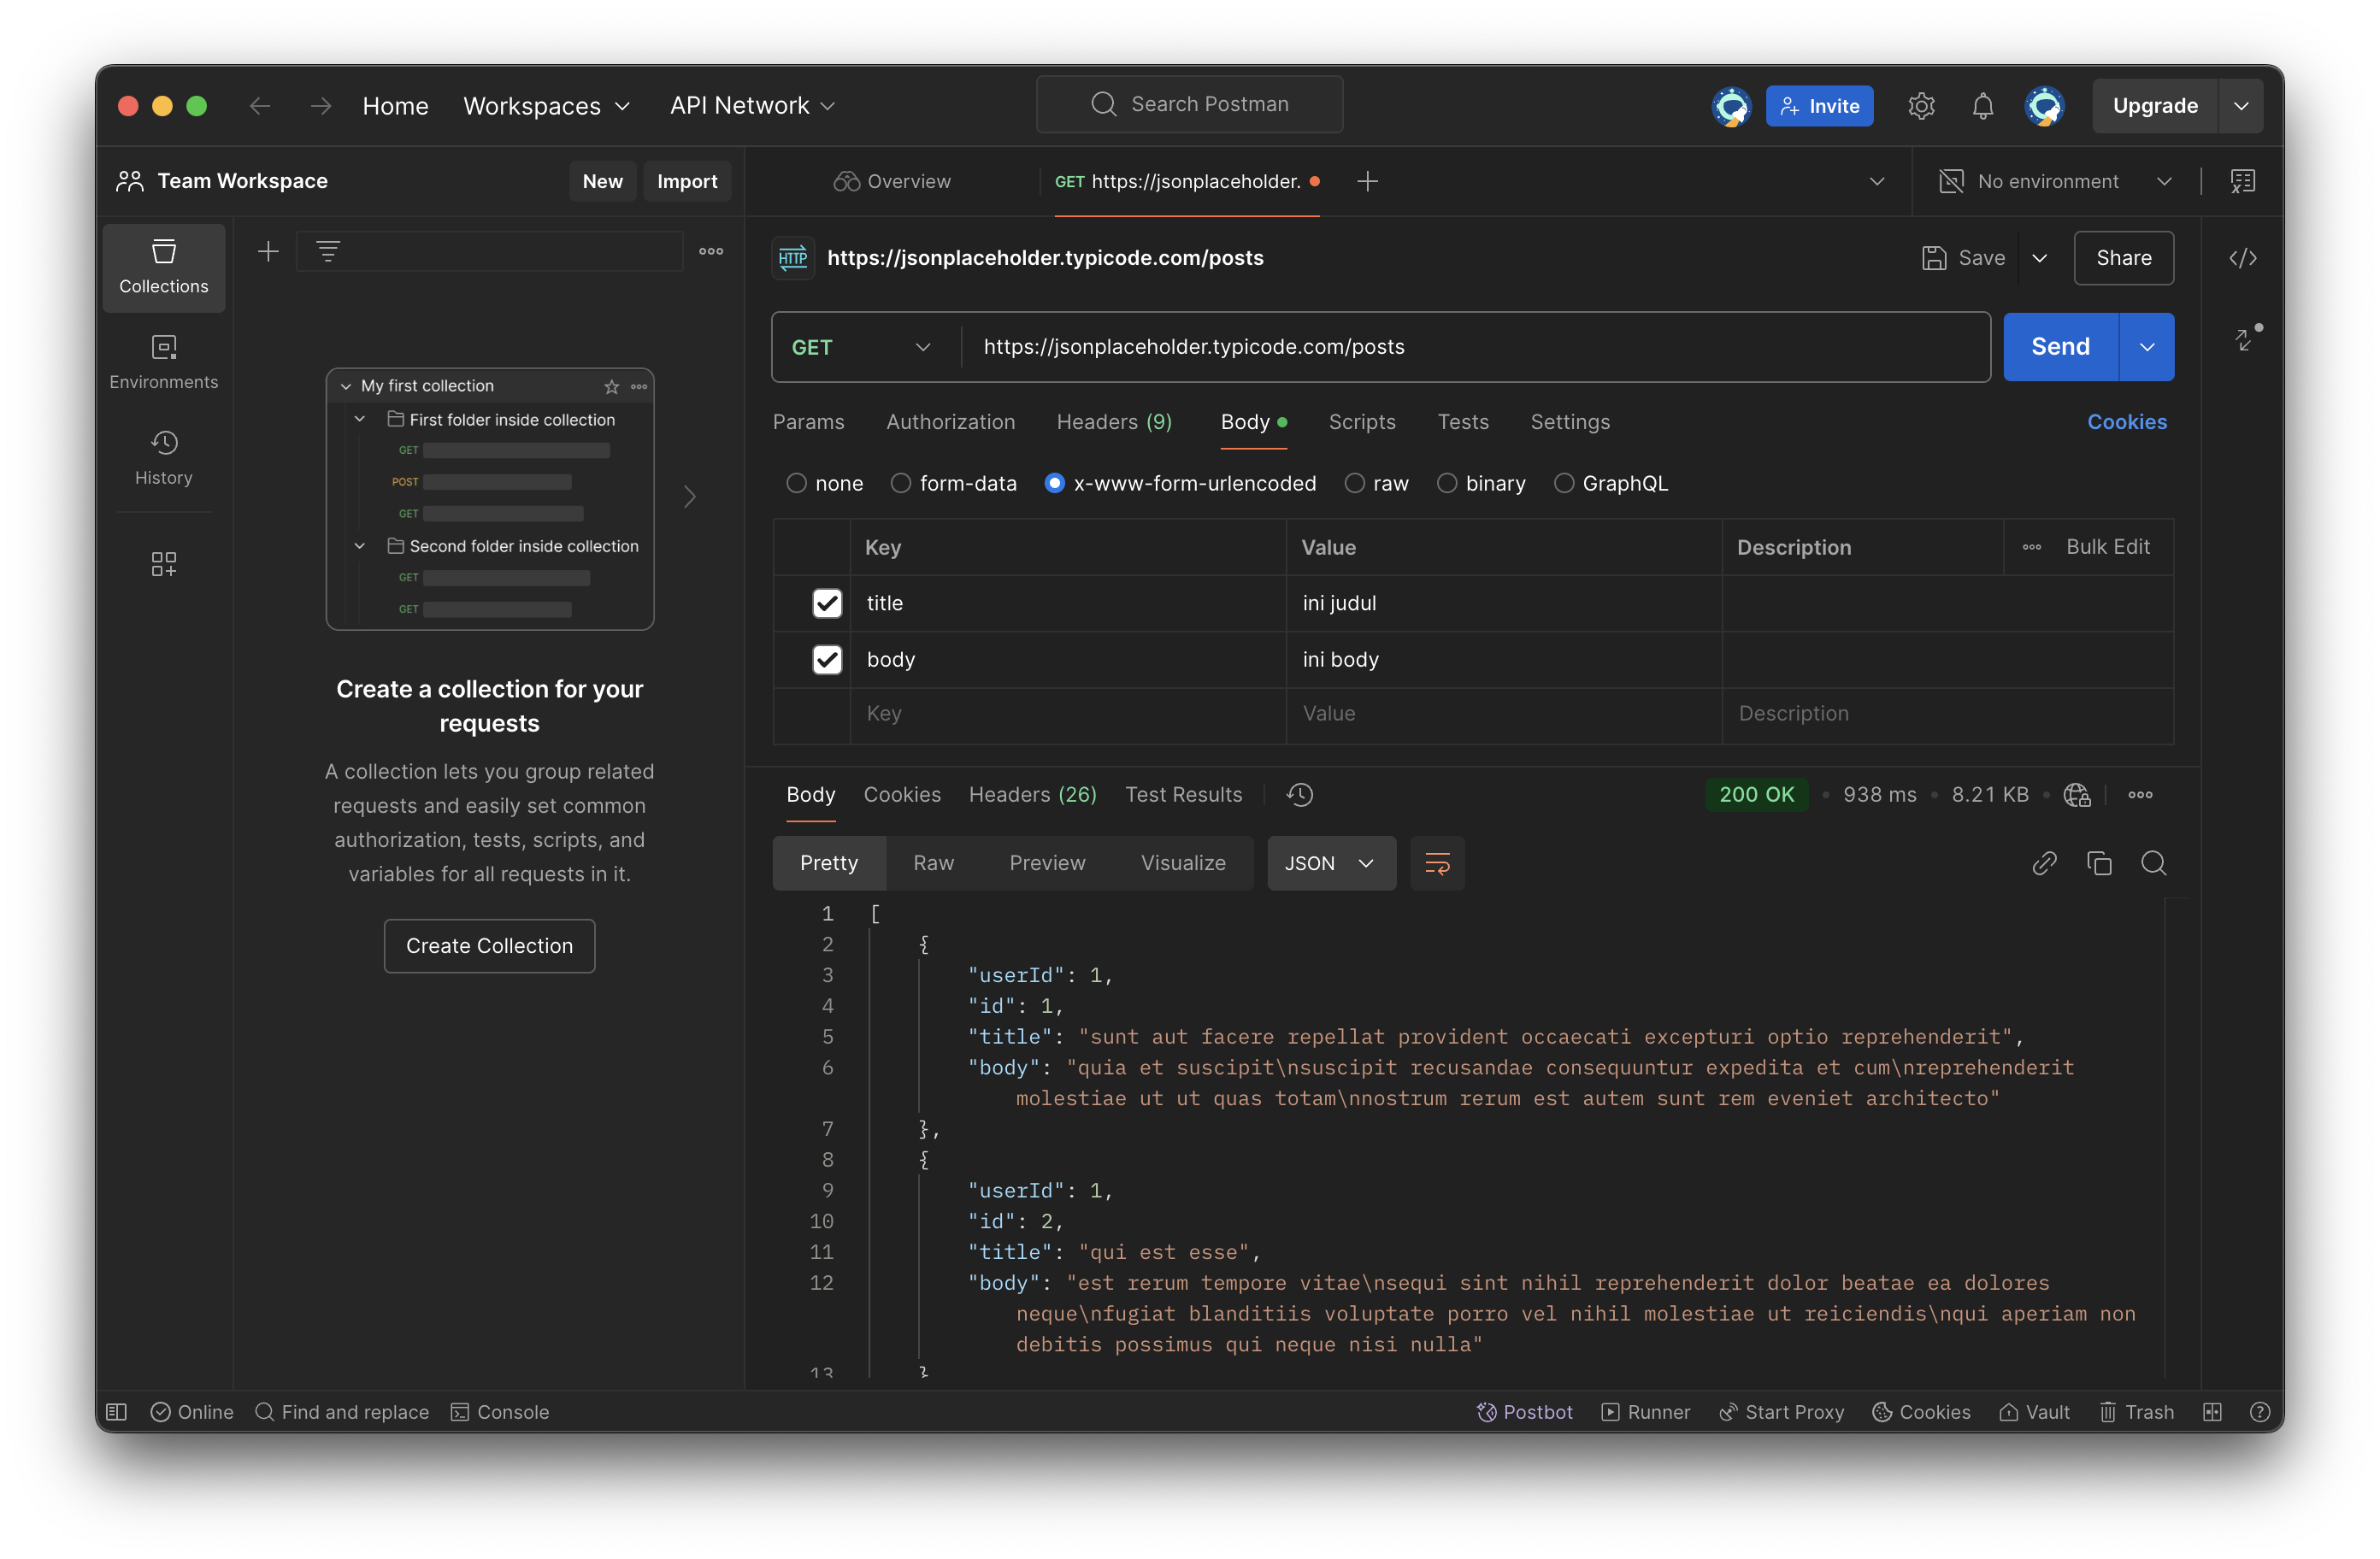 Home Workspaces API Network Search Postman Invite Upgrade
Team Workspace New Import Overview GET https://jsonplaceholder. No environment
Collections
Environments
History
My first collection
First folder inside collection
GET
POST
GET
Second folder inside collection
GET
GET
Create a collection for your
requests
A collection lets you group related
requests and easily set common
authorization, tests, scripts, and
variables for all requests in it.
Create Collection
HTTP https://jsonplaceholder.typicode.com/posts Save Share
GET https://jsonplaceholder.typicode.com/posts Send
Params Authorization Headers (9) Body Scripts Tests Settings Cookies
none form-data x-www-form-urlencoded raw binary GraphQL
Key Value Description Bulk Edit
title ini judul
body ini body
Key Value Description
Body Cookies Headers (26) Test Results 200 OK 938 ms 8.21 KB
Pretty Raw Preview Visualize JSON
1 [
2 {
3 "userId": 1,
4 "id": 1,
5 "title": "sunt aut facere repellat provident occaecati excepturi optio reprehenderit",
6 "body": "quia et suscipit\nsuscipit recusandae consequuntur expedita et cum\nreprehenderit
molestiae ut ut quas totam\nnostrum rerum est autem sunt rem eveniet architecto"
7 },
8 {
9 "userId": 1,
10 "id": 2,
11 "title": "qui est esse",
12 "body": "est rerum tempore vitae\nsequi sint nihil reprehenderit dolor beatae ea dolores
neque\nfugiat blanditiis voluptate porro vel nihil molestiae ut reiciendis\nqui aperiam non
debitis possimus qui neque nisi nulla"
13 }
Online Find and replace Console Postbot Runner Start Proxy Cookies Vault Trash